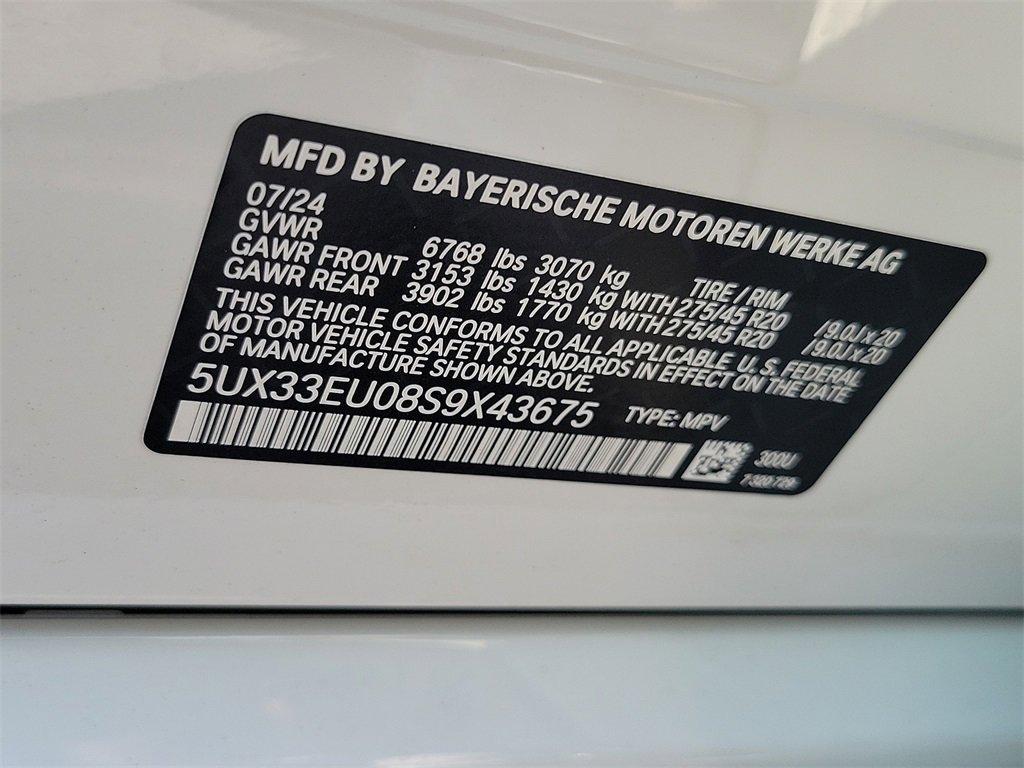 MFD BY BAYERISCHE MOTOREN WERKE AG
07/24
GVWR 6768 lbs 3070 kg TIRE / RIM
GAWR FRONT 3153 lbs 1430 kg WITH 275/45 R20 /9.0J x 20
GAWR REAR 3902 lbs 1770 kg WITH 275/45 R20 /9.0J x 20
THIS VEHICLE CONFORMS TO ALL APPLICABLE U. S. FEDERAL
MOTOR VEHICLE SAFETY STANDARDS IN EFFECT ON THE DATE
OF MANUFACTURE SHOWN ABOVE.
5UX33EU08S9X43675 TYPE: MPV
300U